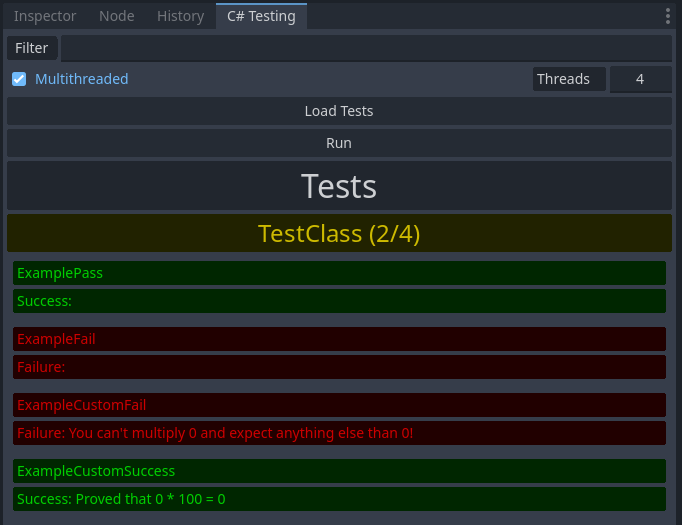 Inspector Node History C# Testing
Filter
Multithreaded Threads 4
Load Tests
Run
Tests
TestClass (2/4)
ExamplePass
Success:
ExampleFail
Failure:
ExampleCustomFail
Failure: You can't multiply 0 and expect anything else than 0!
ExampleCustomSuccess
Success: Proved that 0 * 100 = 0